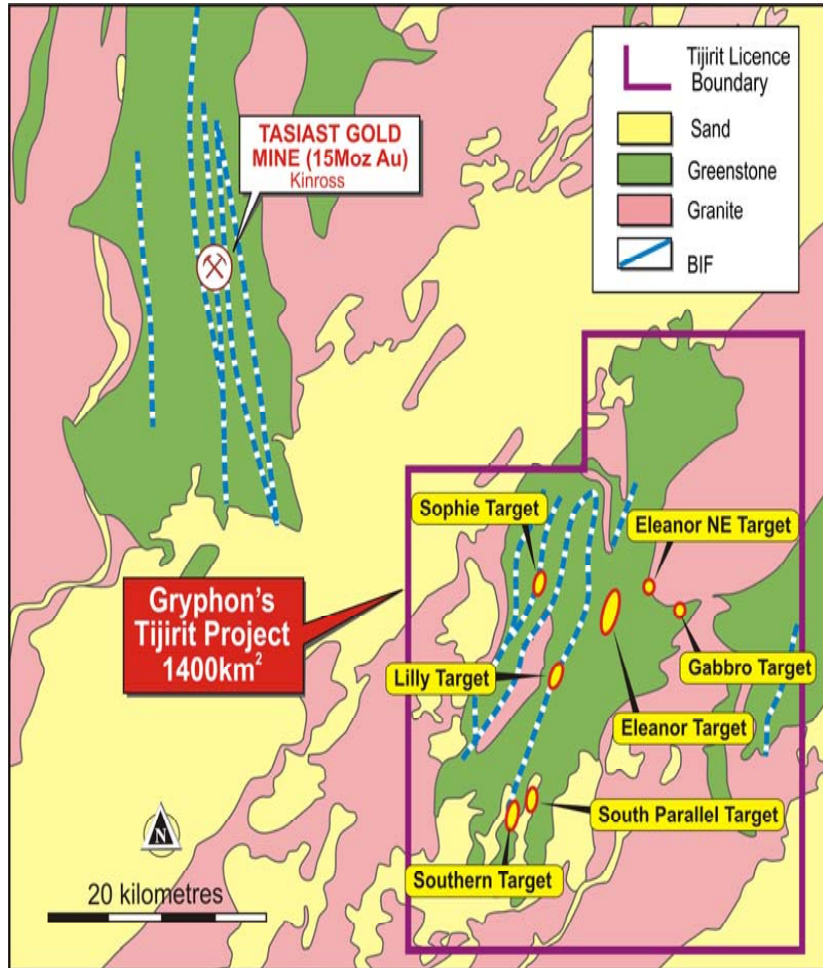 TASIAST GOLD
MINE (15Moz Au)
Kinross
Tijirit Licence
Boundary
Sand
Greenstone
Granite
BIF
Sophie Target
Eleanor NE Target
Gryphon's
Tijirit Project
1400km²
Lilly Target
Gabbro Target
Eleanor Target
South Parallel Target
Southern Target
N
20 kilometres